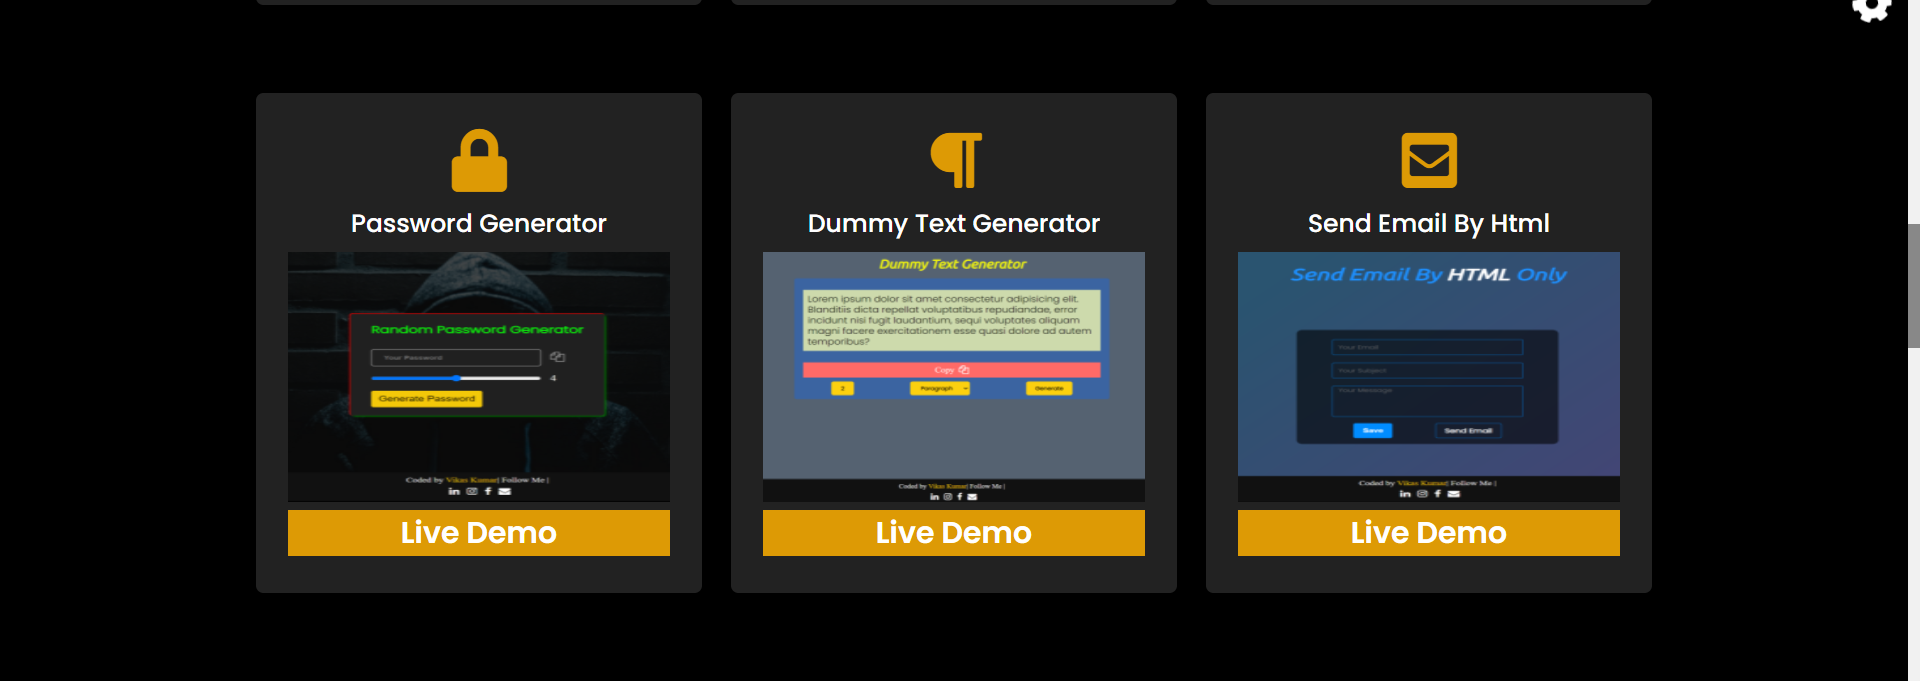 Password Generator
Random Password Generator
Your Password
4
Generate Password
Coded by Vikas Kumar| Follow Me |
Live Demo
Dummy Text Generator
Dummy Text Generator
Lorem ipsum dolor sit amet consectetur adipisicing elit.
Blanditiis dicta repellat voluptatibus repudiandae, error
incidunt nisi fugit laudantium, sequi voluptates aliquam
magni facere exercitationem esse quasi dolore ad autem
temporibus?
Copy
2
Paragraph
Generate
Coded by Vikas Kumar| Follow Me |
Live Demo
Send Email By Html
Send Email By HTML Only
Your Email
Your Subject
Your Message
Save
Send Email
Coded by Vikas Kumar| Follow Me |
Live Demo